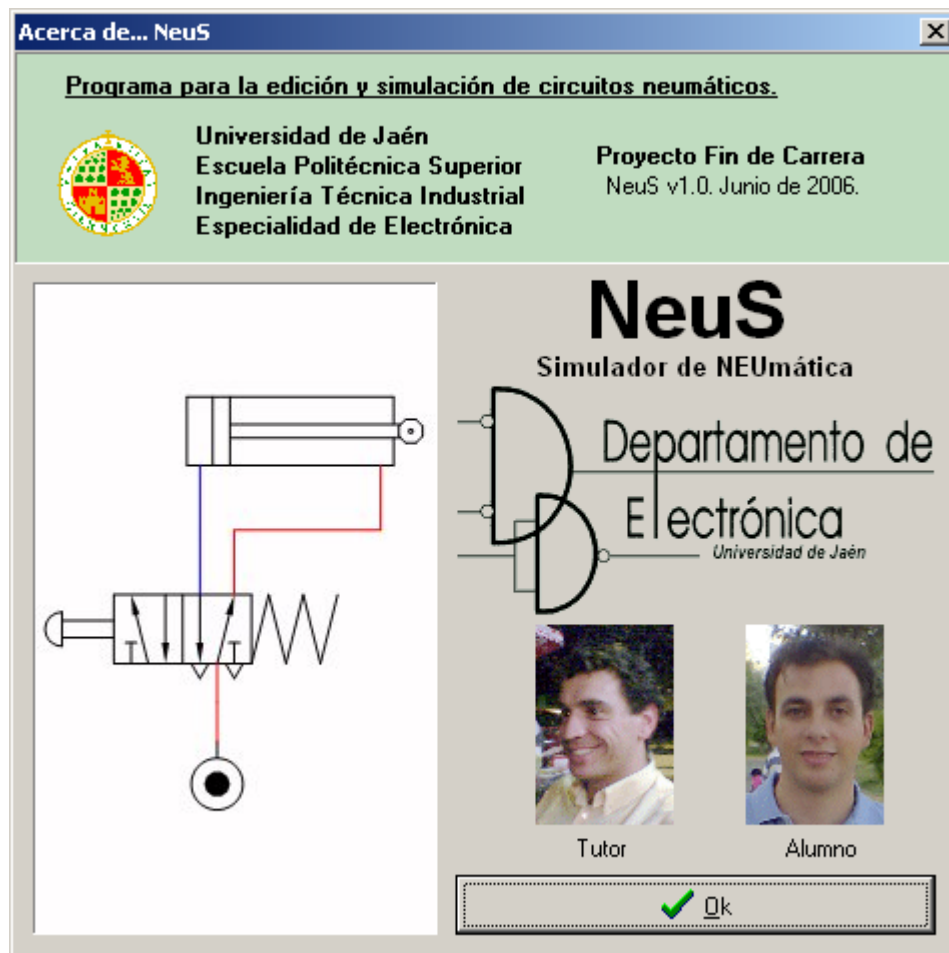 Acerca de... NeuS
Programa para la edición y simulación de circuitos neumáticos.
Universidad de Jaén
Escuela Politécnica Superior
Ingeniería Técnica Industrial
Especialidad de Electrónica
Proyecto Fin de Carrera
NeuS v1.0. Junio de 2006.
NeuS
Simulador de NEUmática
Departamento de
Electrónica
Universidad de Jaén
Tutor
Alumno
Ok